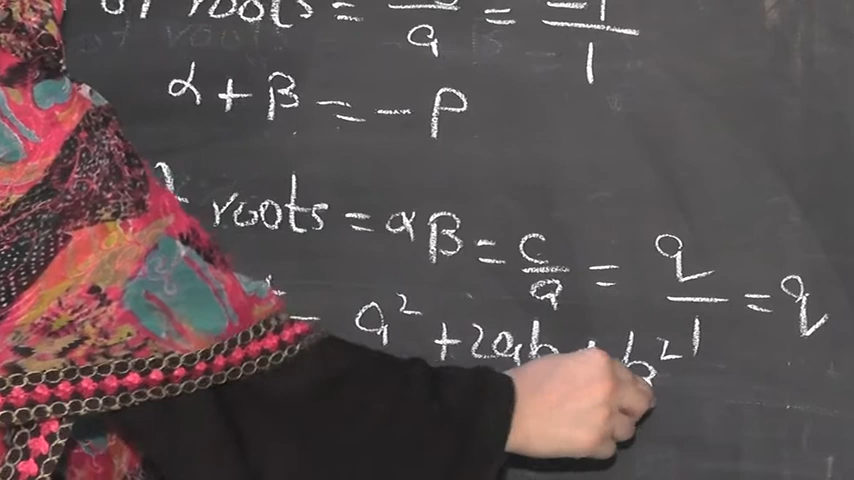 of roots = / a = / 1
α + β = - P
roots = αβ = c/a = q/1 = q
= a² + 2ab + b²